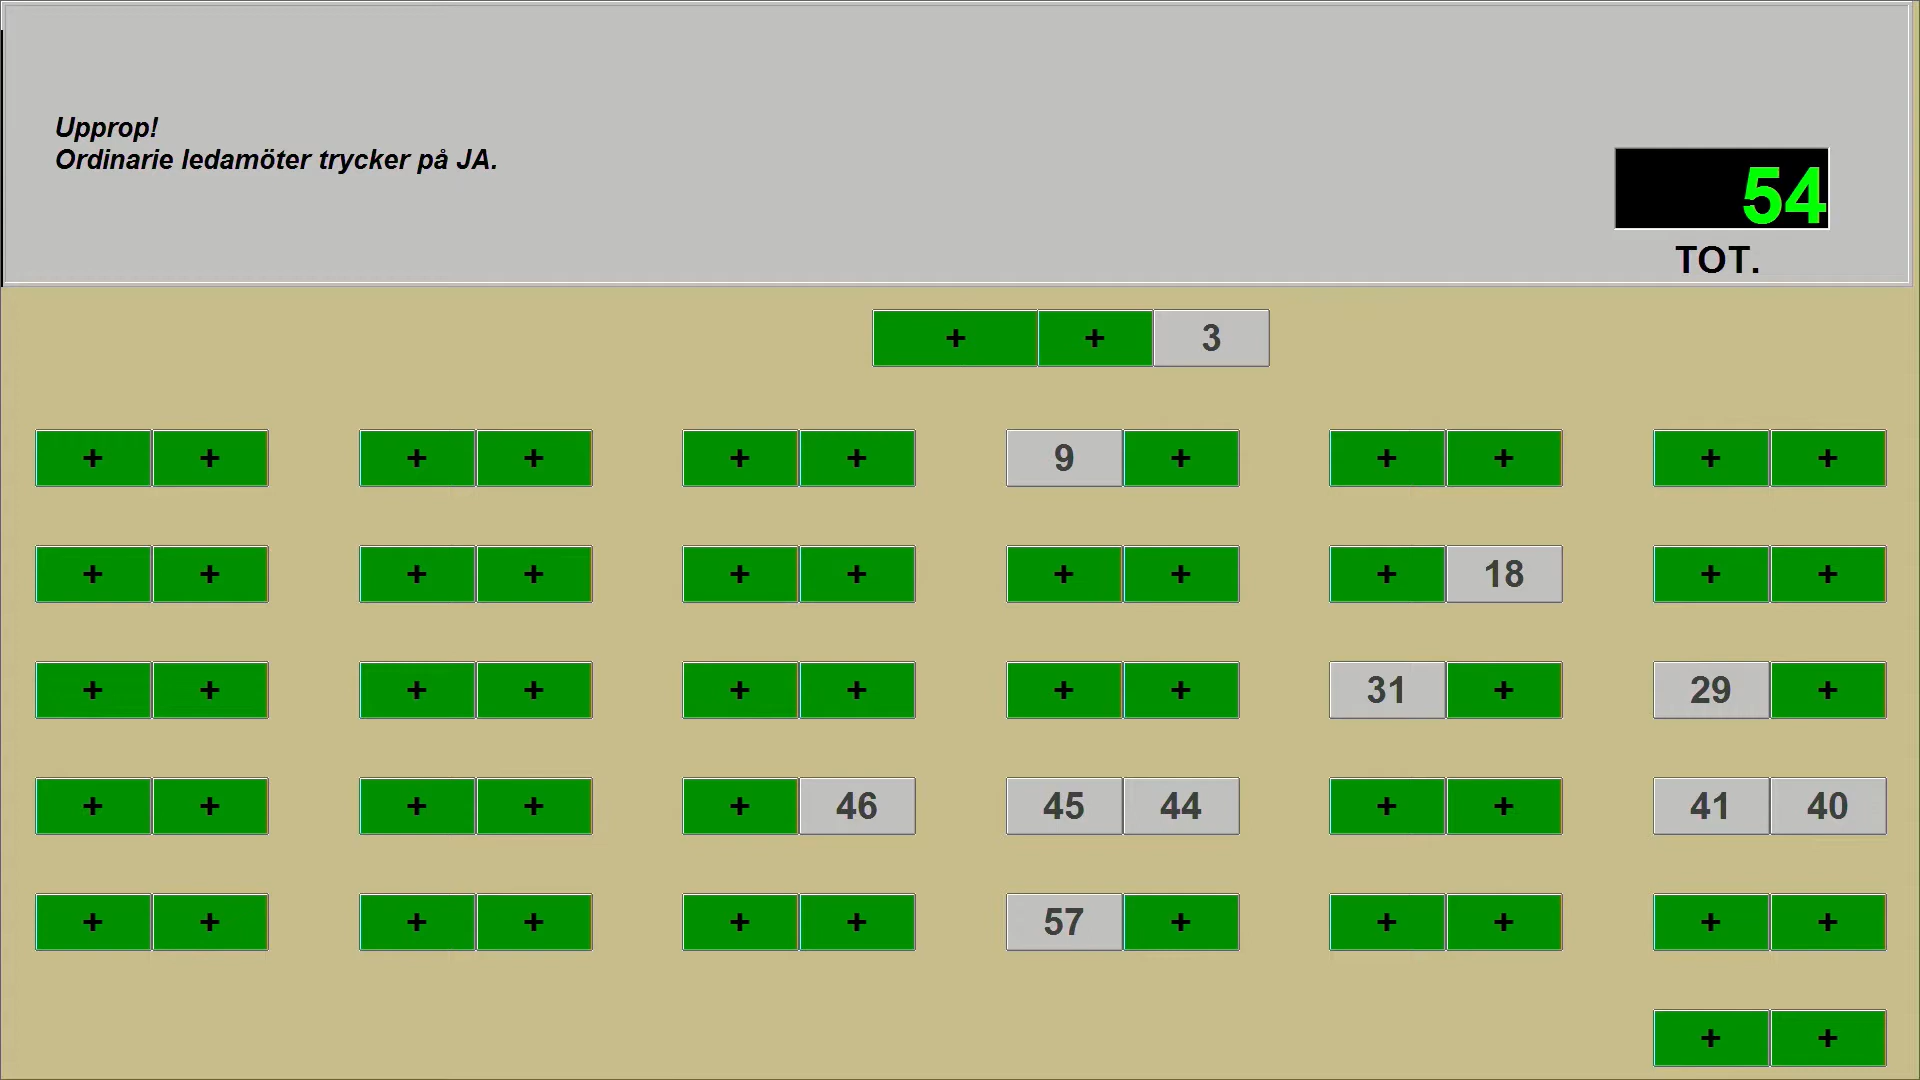 Upprop!
Ordinarie ledamöter trycker på JA.
54
TOT.
+ + 3
+ + + + + + 9 + + + + +
+ + + + + + + + + 18 + +
+ + + + + + + + 31 + 29 +
+ + + + + 46 45 44 + + 41 40
+ + + + + + 57 + + + + +
+ +